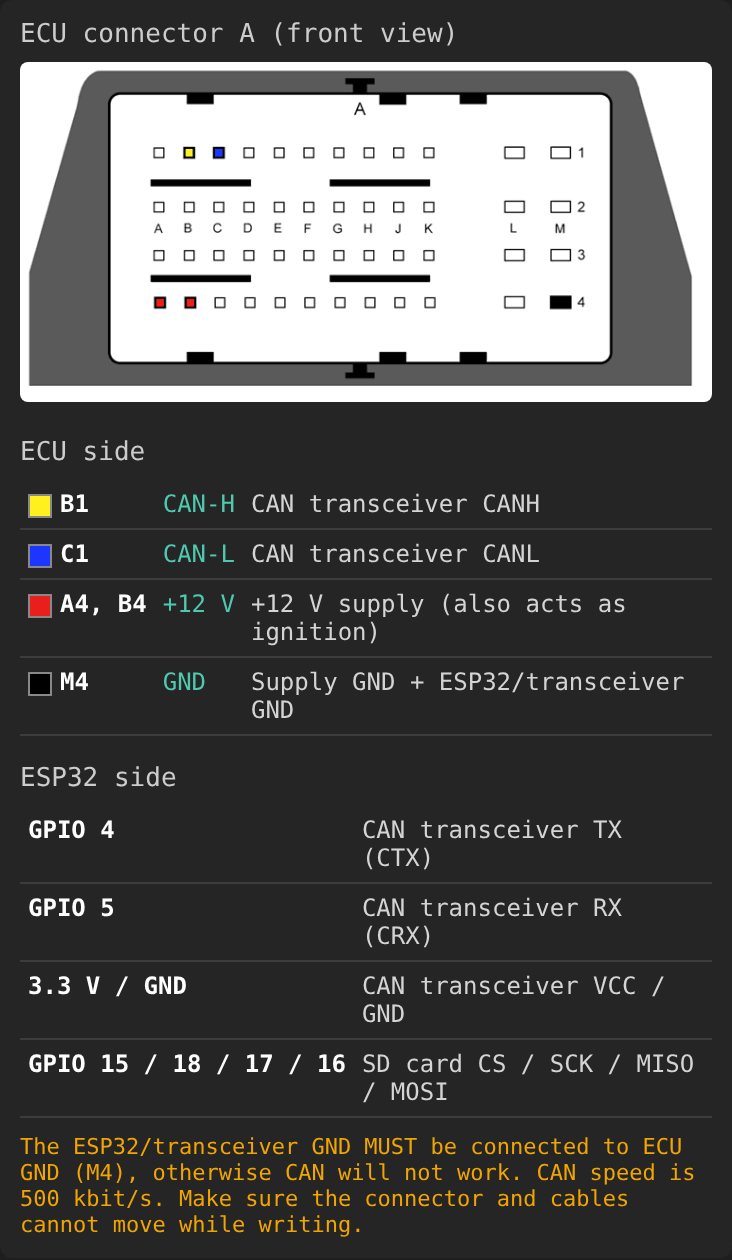 ECU connector A (front view)
A
1
2
A B C D E F G H J K L M
3
4
ECU side
B1 CAN-H CAN transceiver CANH
C1 CAN-L CAN transceiver CANL
A4, B4 +12 V +12 V supply (also acts as
ignition)
M4 GND Supply GND + ESP32/transceiver
GND
ESP32 side
GPIO 4 CAN transceiver TX
(CTX)
GPIO 5 CAN transceiver RX
(CRX)
3.3 V / GND CAN transceiver VCC /
GND
GPIO 15 / 18 / 17 / 16 SD card CS / SCK / MISO
/ MOSI
The ESP32/transceiver GND MUST be connected to ECU
GND (M4), otherwise CAN will not work. CAN speed is
500 kbit/s. Make sure the connector and cables
cannot move while writing.